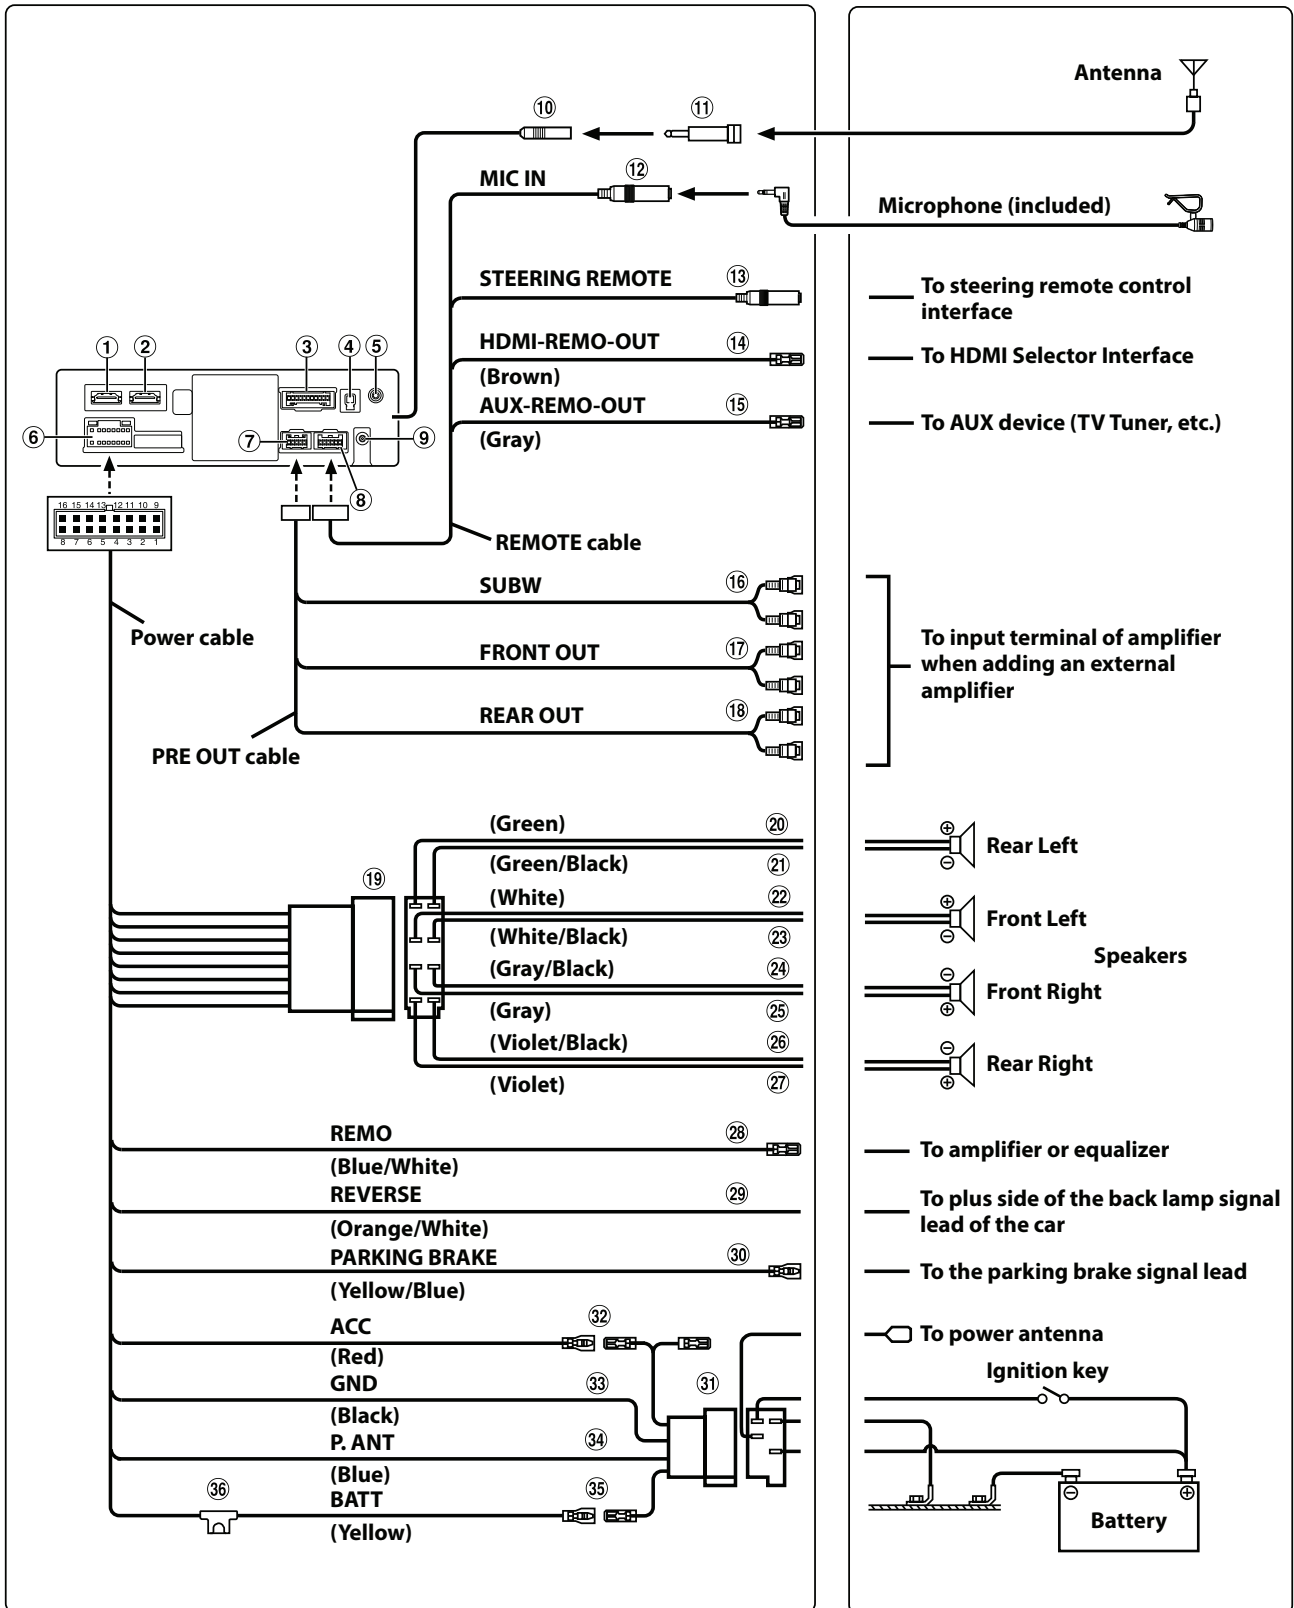 Antenna
⑩ ⑪
MIC IN ⑫
Microphone (included)
STEERING REMOTE ⑬
To steering remote control
interface
HDMI-REMO-OUT ⑭
(Brown)
To HDMI Selector Interface
AUX-REMO-OUT ⑮
(Gray)
To AUX device (TV Tuner, etc.)
① ② ③ ④ ⑤
⑥ ⑦ ⑨
⑧
16 15 14 13 12 11 10 9
8 7 6 5 4 3 2 1
REMOTE cable
Power cable
SUBW ⑯
FRONT OUT ⑰
REAR OUT ⑱
To input terminal of amplifier
when adding an external
amplifier
PRE OUT cable
⑲
(Green) ⑳
(Green/Black) ㉑
(White) ㉒
(White/Black) ㉓
(Gray/Black) ㉔
(Gray) ㉕
(Violet/Black) ㉖
(Violet) ㉗
⊕
⊖
Rear Left
⊕
⊖
Front Left
Speakers
⊖
⊕
Front Right
⊖
⊕
Rear Right
REMO ㉘
(Blue/White)
To amplifier or equalizer
REVERSE ㉙
(Orange/White)
To plus side of the back lamp signal
lead of the car
PARKING BRAKE ㉚
(Yellow/Blue)
To the parking brake signal lead
ACC ㉜
(Red)
To power antenna
GND ㉝ ㉛
(Black)
Ignition key
P. ANT ㉞
(Blue)
BATT ㉟
(Yellow)
㊱
⊖ ⊕
Battery